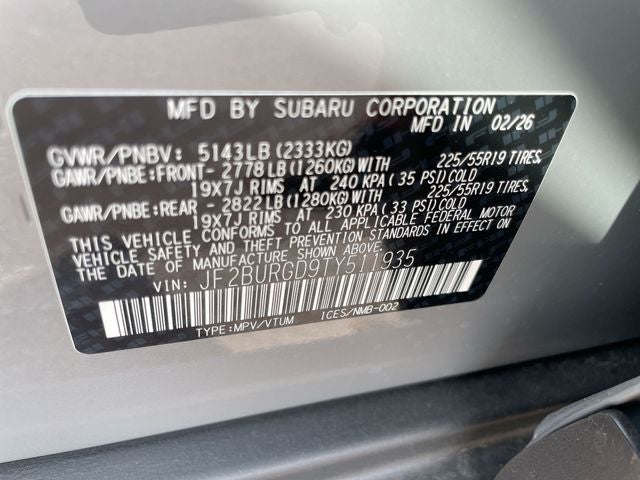 MFD BY SUBARU CORPORATION
MFD IN 02/26
GVWR/PNBV: 5143LB (2333KG)
GAWR/PNBE:FRONT- 2778LB (1260KG)WITH 225/55R19 TIRES,
19X7J RIMS AT 240 KPA (35 PSI)COLD
GAWR/PNBE:REAR - 2822LB (1280KG)WITH 225/55R19 TIRES,
19X7J RIMS AT 230 KPA (33 PSI)COLD
THIS VEHICLE CONFORMS TO ALL APPLICABLE FEDERAL MOTOR
VEHICLE SAFETY AND THEFT PREVENTION STANDARDS IN EFFECT ON
THE DATE OF MANUFACTURE SHOWN ABOVE.
VIN: JF2BURGD9TY511935
TYPE:MPV/VTUM ICES/NMB-002